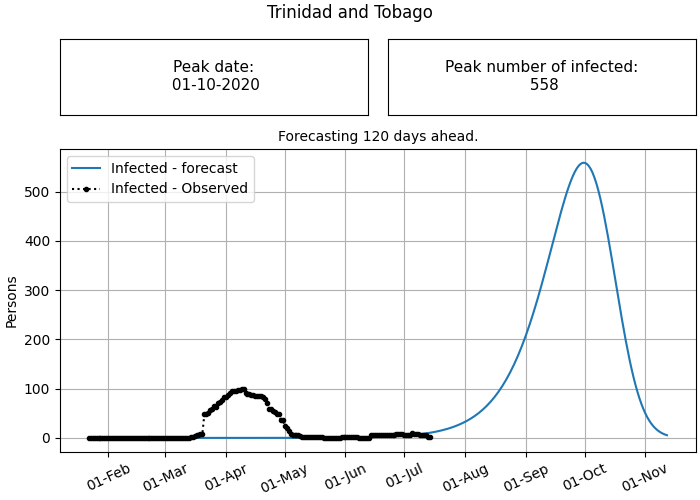 Trinidad and Tobago
Peak date:
01-10-2020
Peak number of infected:
558
Forecasting 120 days ahead.
Infected - forecast
Infected - Observed
Persons
500
400
300
200
100
0
01-Feb
01-Mar
01-Apr
01-May
01-Jun
01-Jul
01-Aug
01-Sep
01-Oct
01-Nov